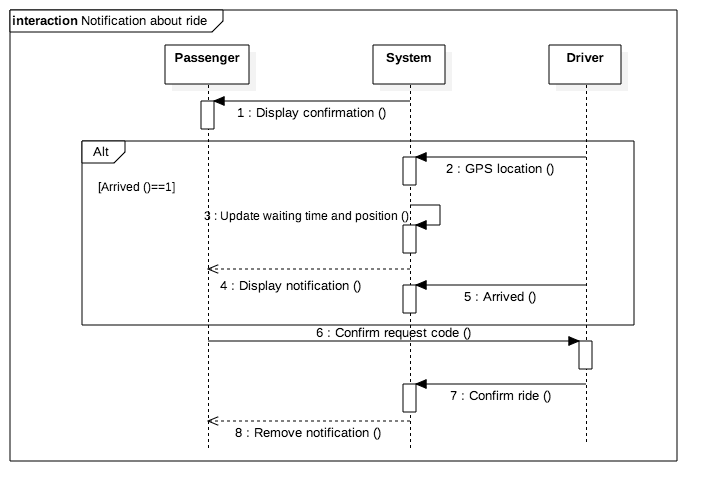 interaction Notification about ride
Passenger
System
Driver
1 : Display confirmation ()
Alt
2 : GPS location ()
[Arrived ()==1]
3 : Update waiting time and position ()
4 : Display notification ()
5 : Arrived ()
6 : Confirm request code ()
7 : Confirm ride ()
8 : Remove notification ()